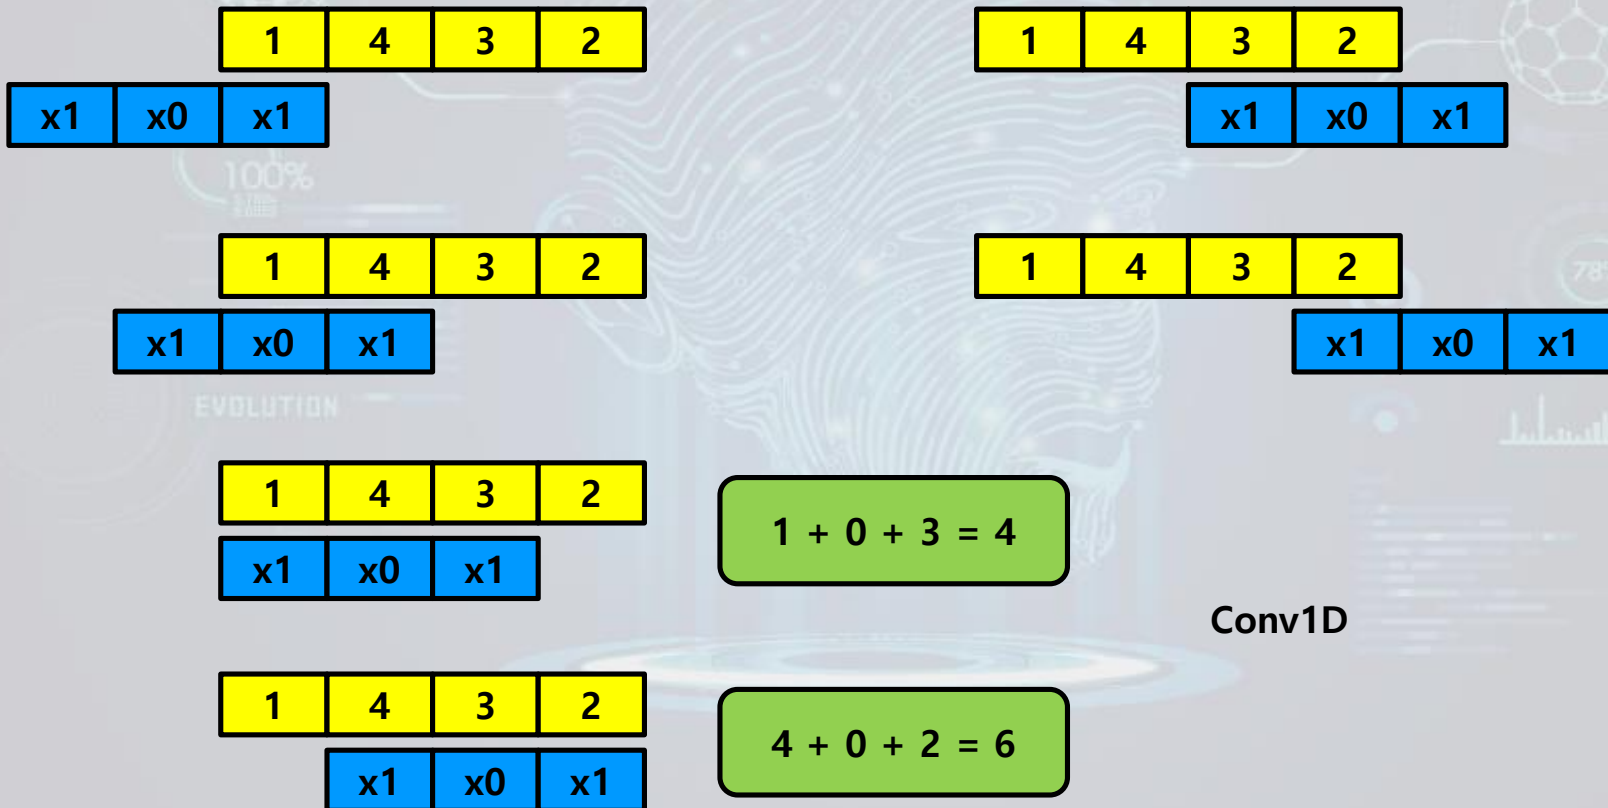 1 4 3 2
x1 x0 x1
1 4 3 2
x1 x0 x1
100%
1 4 3 2
x1 x0 x1
1 4 3 2
x1 x0 x1
78%
EVOLUTION
1 4 3 2
x1 x0 x1
1 + 0 + 3 = 4
Conv1D
1 4 3 2
x1 x0 x1
4 + 0 + 2 = 6